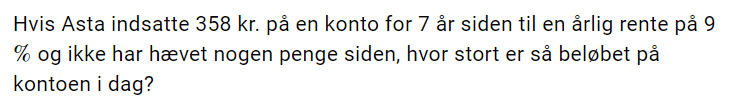 Hvis Asta indsatte 358 kr. på en konto for 7 år siden til en årlig rente på 9
% og ikke har hævet nogen penge siden, hvor stort er så beløbet på
kontoen i dag?